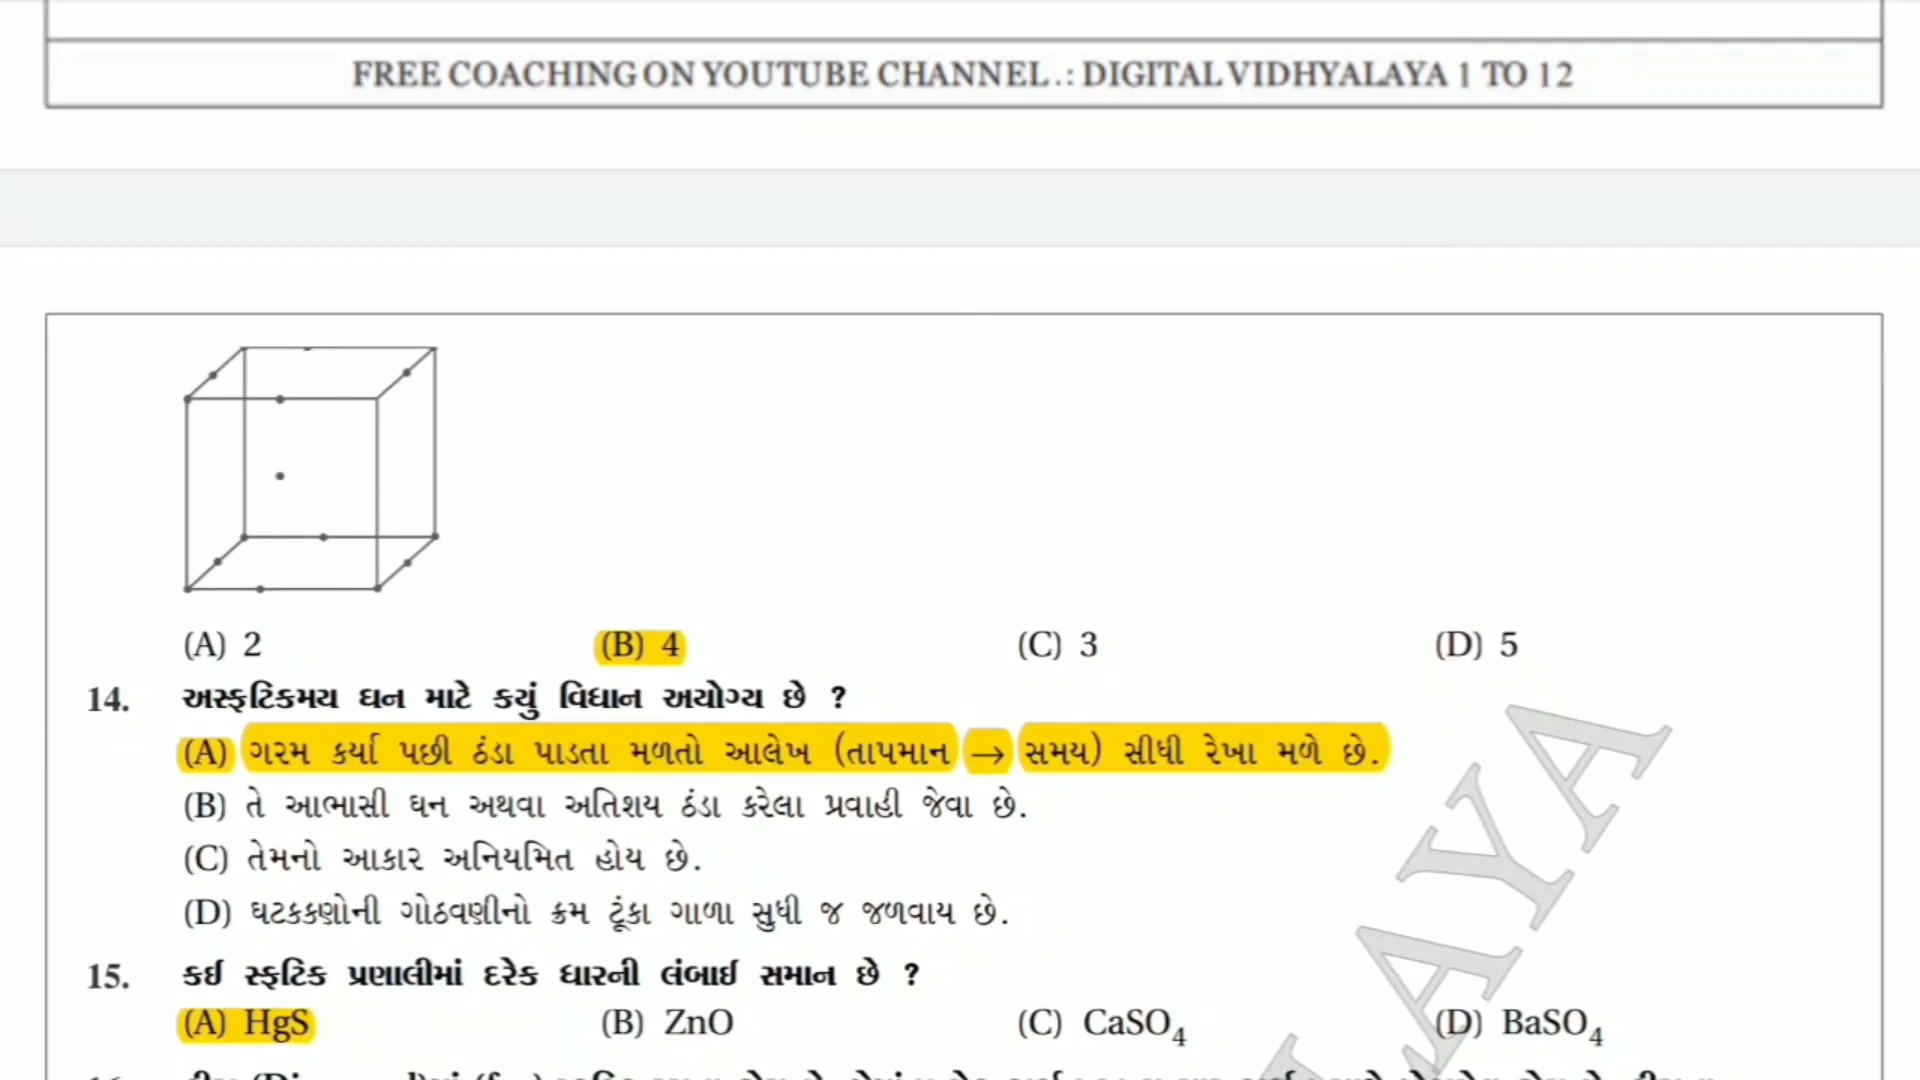 FREE COACHING ON YOUTUBE CHANNEL.: DIGITAL VIDHYALAYA 1 TO 12
(A) 2 (B) 4 (C) 3 (D) 5
14. અસ્ફટિકમય ઘન માટે કયું વિધાન અયોગ્ય છે ?
(A) ગરમ કર્યા પછી ઠંડા પાડતા મળતો આલેખ (તાપમાન → સમય) સીધી રેખા મળે છે.
(B) તે આભાસી ઘન અથવા અતિશય ઠંડા કરેલા પ્રવાહી જેવા છે.
(C) તેમનો આકાર અનિયમિત હોય છે.
(D) ઘટકકણોની ગોઠવણીનો ક્રમ ટૂંકા ગાળા સુધી જ જળવાય છે.
15. કઈ સ્ફટિક પ્રણાલીમાં દરેક ધારની લંબાઈ સમાન છે ?
(A) HgS (B) ZnO (C) CaSO₄ (D) BaSO₄